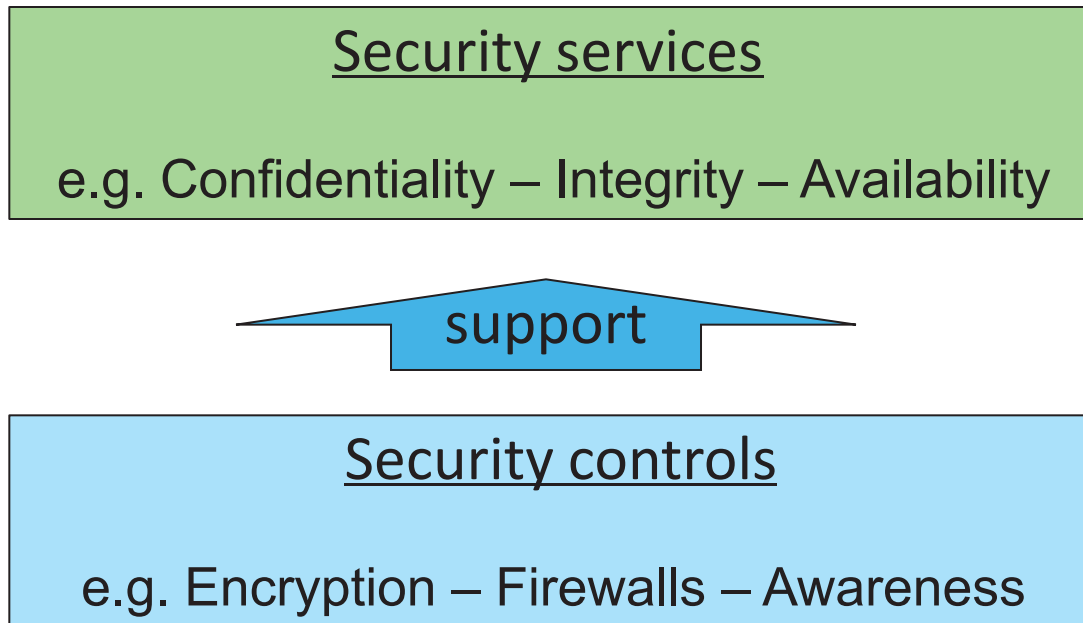 Security services
e.g. Confidentiality – Integrity – Availability
support
Security controls
e.g. Encryption – Firewalls – Awareness